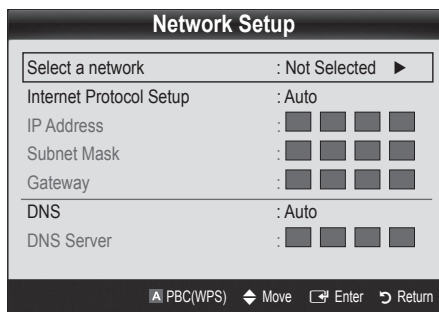 Network Setup
Select a network : Not Selected ►
Internet Protocol Setup : Auto
IP Address :
Subnet Mask :
Gateway :
DNS : Auto
DNS Server :
A PBC(WPS) Move Enter Return